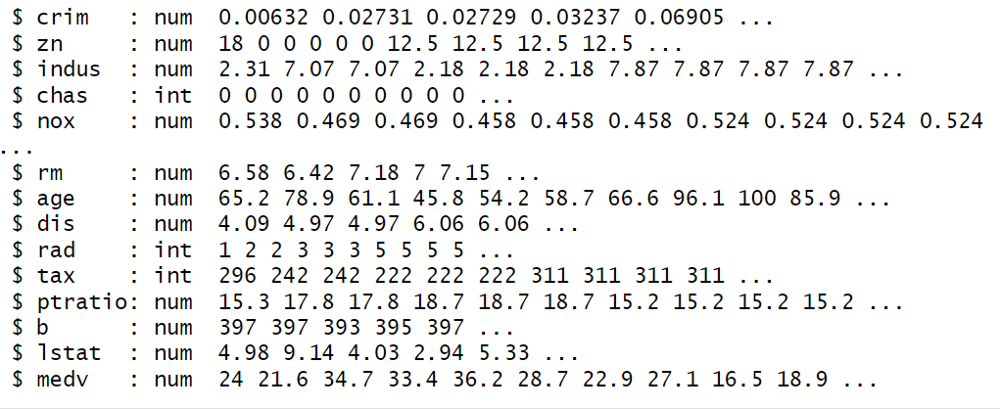 $ crim   : num  0.00632 0.02731 0.02729 0.03237 0.06905 ...
$ zn     : num  18 0 0 0 0 0 12.5 12.5 12.5 12.5 ...
$ indus  : num  2.31 7.07 7.07 2.18 2.18 2.18 7.87 7.87 7.87 7.87 ...
$ chas   : int  0 0 0 0 0 0 0 0 0 0 ...
$ nox    : num  0.538 0.469 0.469 0.458 0.458 0.458 0.524 0.524 0.524 0.524
...
$ rm     : num  6.58 6.42 7.18 7 7.15 ...
$ age    : num  65.2 78.9 61.1 45.8 54.2 58.7 66.6 96.1 100 85.9 ...
$ dis    : num  4.09 4.97 4.97 6.06 6.06 ...
$ rad    : int  1 2 2 3 3 3 5 5 5 5 ...
$ tax    : int  296 242 242 222 222 222 311 311 311 311 ...
$ ptratio: num  15.3 17.8 17.8 18.7 18.7 18.7 15.2 15.2 15.2 15.2 ...
$ b      : num  397 397 393 395 397 ...
$ lstat  : num  4.98 9.14 4.03 2.94 5.33 ...
$ medv   : num  24 21.6 34.7 33.4 36.2 28.7 22.9 27.1 16.5 18.9 ...